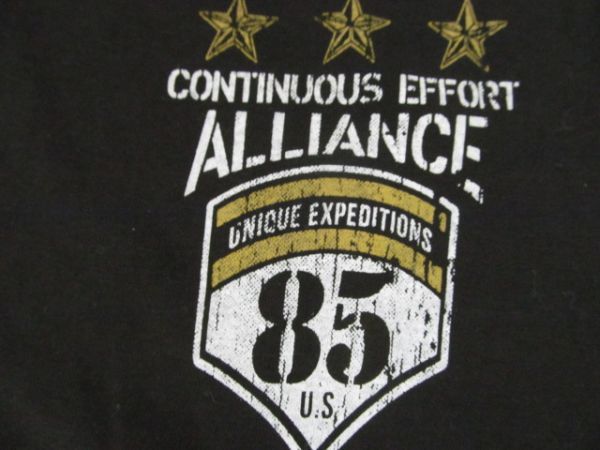 CONTINUOUS EFFORT
ALLIANCE
UNIQUE EXPEDITIONS
85
U.S.